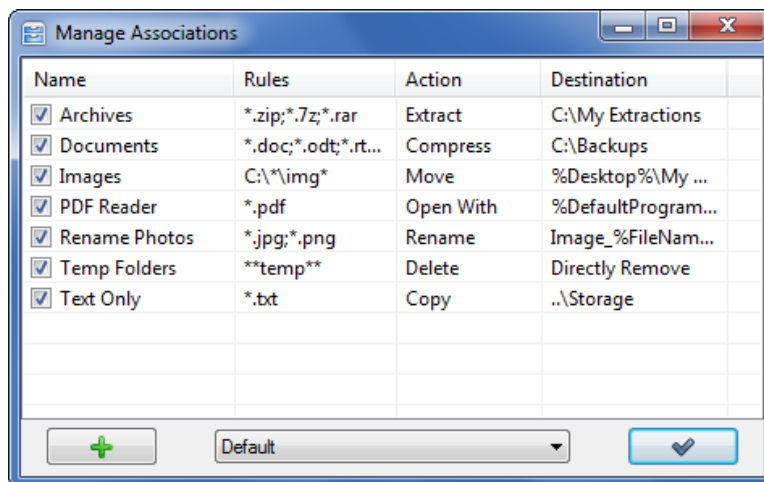 Manage Associations
Name Rules Action Destination
Archives *.zip;*.7z;*.rar Extract C:\My Extractions
Documents *.doc;*.odt;*.rt... Compress C:\Backups
Images C:\*\img* Move %Desktop%\My ...
PDF Reader *.pdf Open With %DefaultProgram...
Rename Photos *.jpg;*.png Rename Image_%FileNam...
Temp Folders **temp** Delete Directly Remove
Text Only *.txt Copy ..\Storage
Default